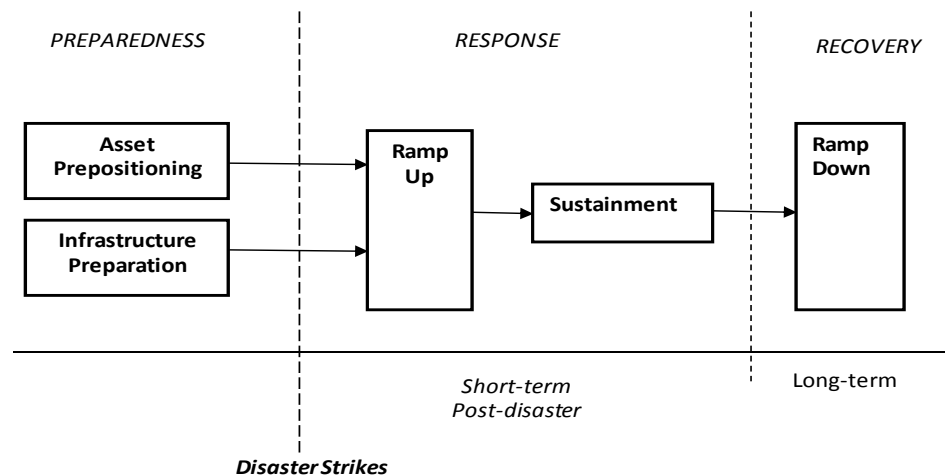 PREPAREDNESS
RESPONSE
RECOVERY
Asset
Prepositioning
Infrastructure
Preparation
Ramp
Up
Sustainment
Ramp
Down
Short-term
Post-disaster
Long-term
Disaster Strikes